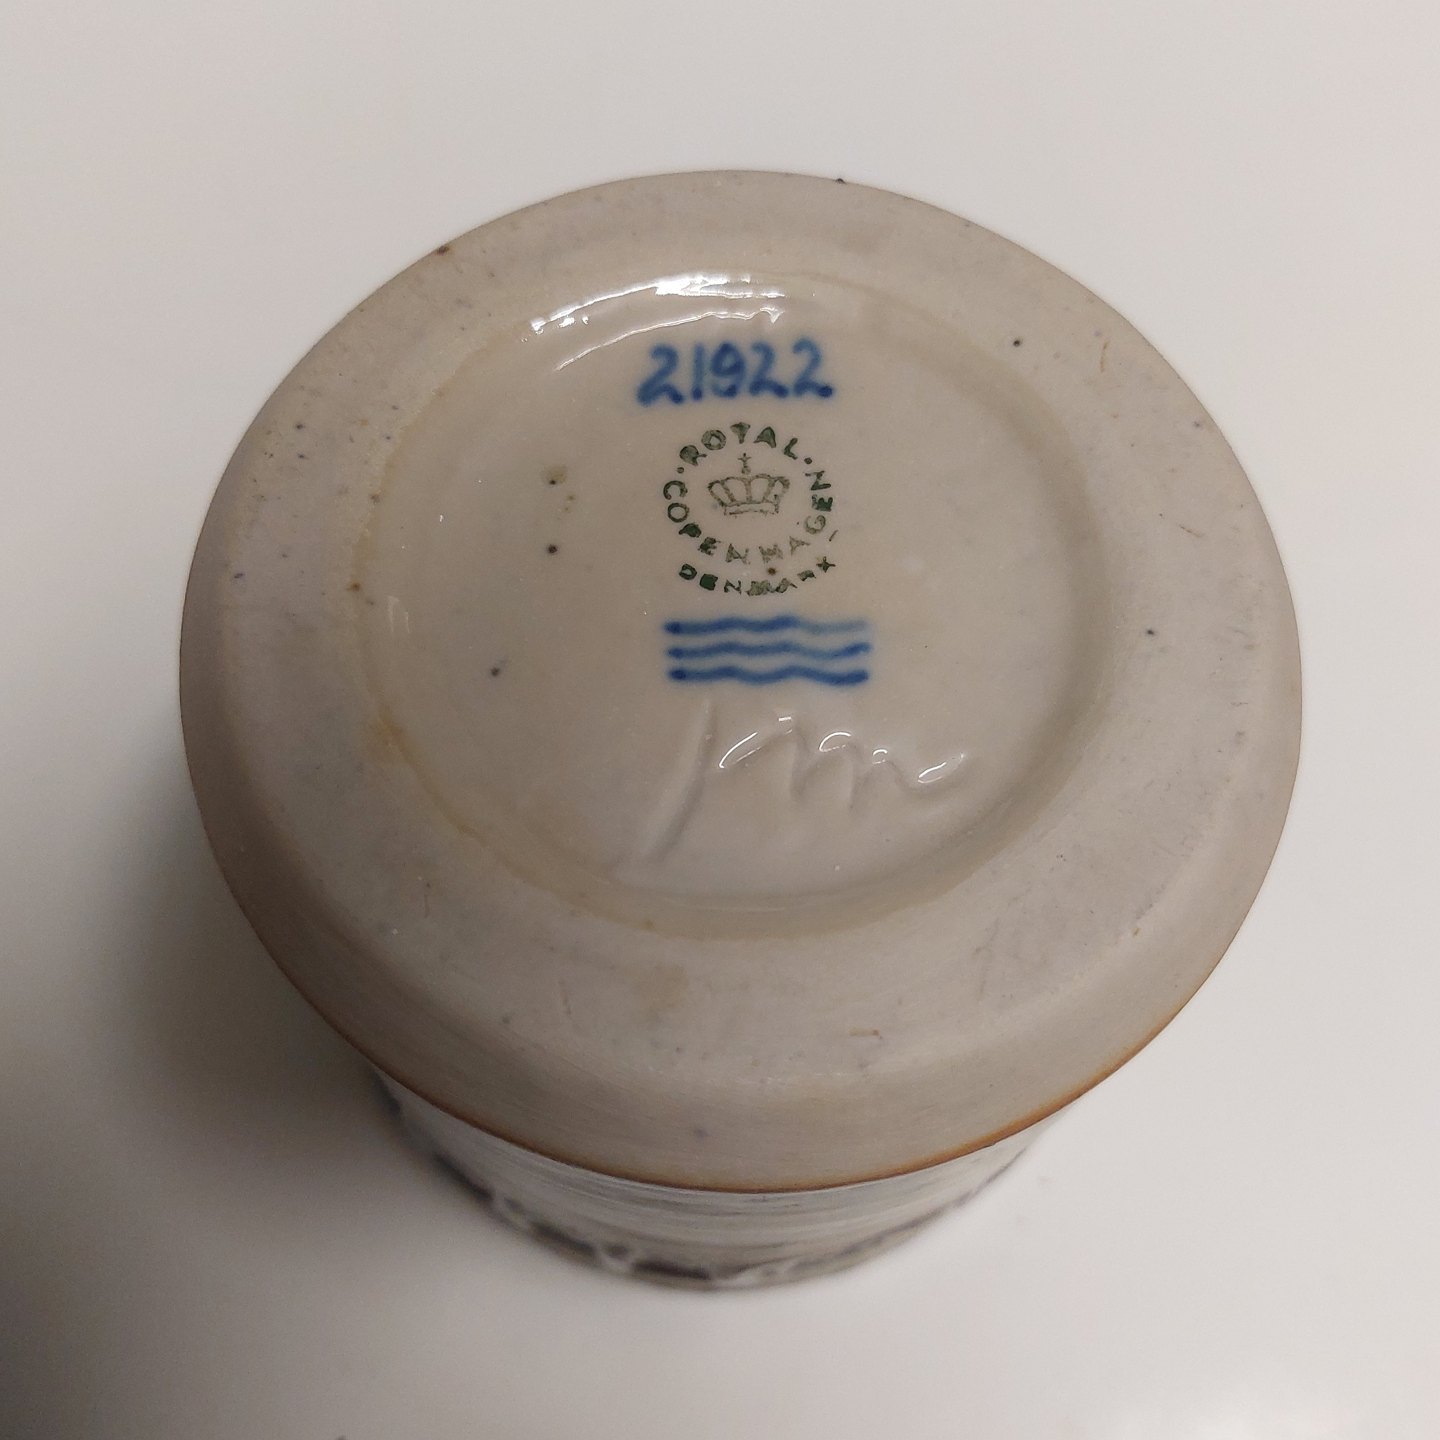 21922
ROYAL
COPENHAGEN
DENMARK